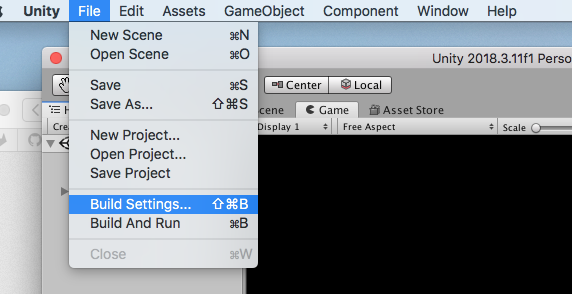 Unity File Edit Assets GameObject Component Window Help
New Scene ⌘N
Open Scene ⌘O
Save ⌘S
Save As... ⇧⌘S
New Project...
Open Project...
Save Project
Build Settings... ⇧⌘B
Build And Run ⌘B
Close ⌘W
Unity 2018.3.11f1 Perso
Center Local
cene Game Asset Store
Display 1 Free Aspect Scale